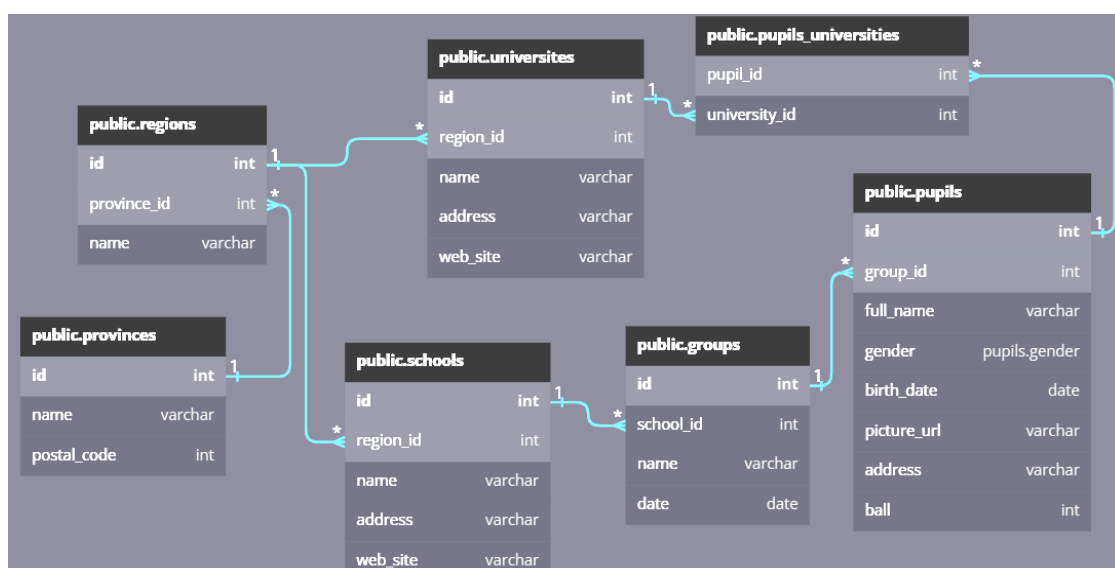 public.regions
id int
province_id int
name varchar
public.provinces
id int
name varchar
postal_code int
public.universites
id int
region_id int
name varchar
address varchar
web_site varchar
public.schools
id int
region_id int
name varchar
address varchar
web_site varchar
public.pupils_universities
pupil_id int
university_id int
public.groups
id int
school_id int
name varchar
date date
public.pupils
id int
group_id int
full_name varchar
gender pupils.gender
birth_date date
picture_url varchar
address varchar
ball int
1
*
1
*
*
1
*
1
*
1
*
1
*